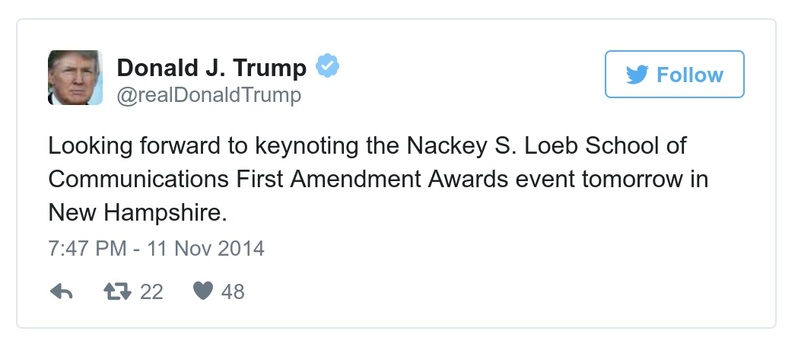 Donald J. Trump
@realDonaldTrump
Follow
Looking forward to keynoting the Nackey S. Loeb School of
Communications First Amendment Awards event tomorrow in
New Hampshire.
7:47 PM - 11 Nov 2014
22 48